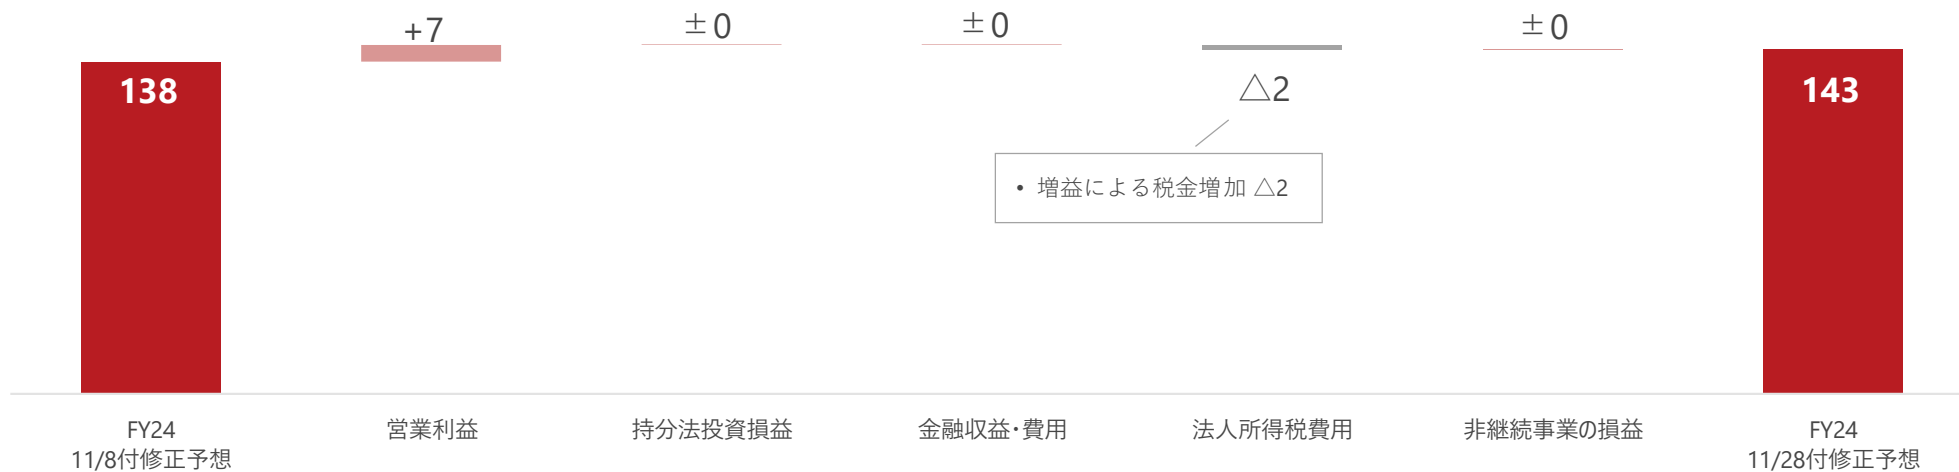 +7
±0
±0
±0
138
△2
143
• 増益による税金増加 △2
FY24
11/8付修正予想
営業利益
持分法投資損益
金融収益・費用
法人所得税費用
非継続事業の損益
FY24
11/28付修正予想